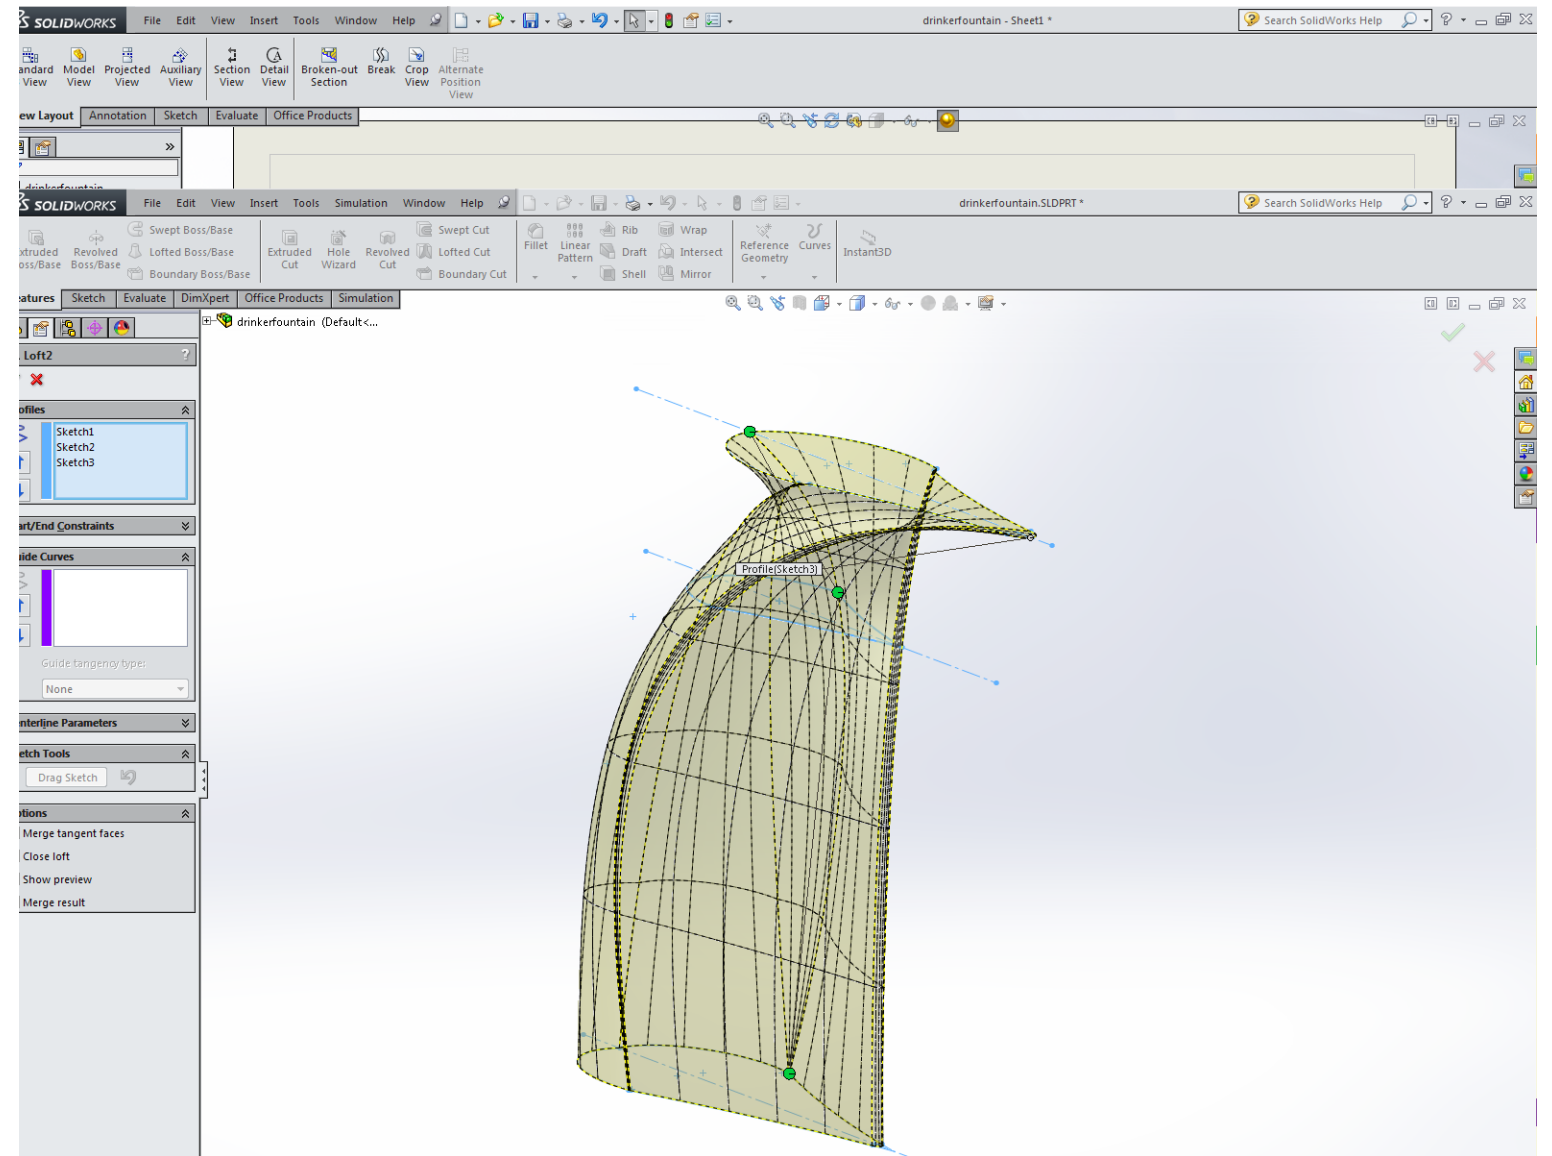 SOLIDWORKS File Edit View Insert Tools Window Help drinkerfountain - Sheet1 * Search SolidWorks Help
andard Model Projected Auxiliary Section Detail Broken-out Break Crop Alternate
View View View View View View Section View Position
View
ew Layout Annotation Sketch Evaluate Office Products
drinkerfountain
SOLIDWORKS File Edit View Insert Tools Simulation Window Help drinkerfountain.SLDPRT * Search SolidWorks Help
Swept Boss/Base Swept Cut Rib Wrap
xtruded Revolved Lofted Boss/Base Extruded Hole Revolved Lofted Cut Fillet Linear Draft Intersect Reference Curves Instant3D
oss/Base Boss/Base Cut Wizard Cut Pattern Geometry
Boundary Boss/Base Boundary Cut Shell Mirror
eatures Sketch Evaluate DimXpert Office Products Simulation
drinkerfountain (Default<...
Loft2 ?
ofiles
Sketch1
Sketch2
Sketch3
art/End Constraints
uide Curves
Profile(Sketch3)
Guide tangency type:
None
enterline Parameters
etch Tools
Drag Sketch
ptions
Merge tangent faces
Close loft
Show preview
Merge result